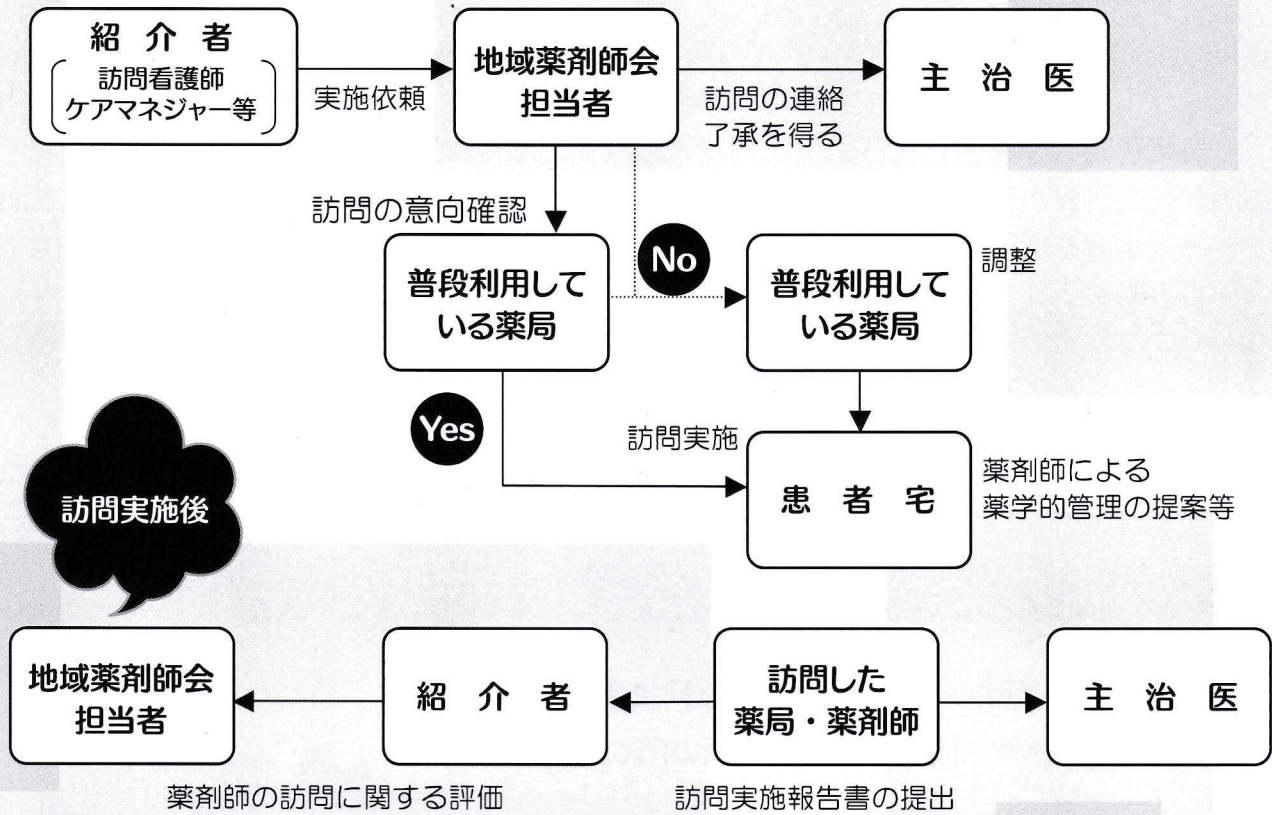 紹介者
訪問看護師
ケアマネジャー等
実施依頼
地域薬剤師会
担当者
訪問の連絡
了承を得る
主治医
訪問の意向確認
普段利用して
いる薬局
No
普段利用して
いる薬局
調整
Yes
訪問実施
患者宅
薬剤師による
薬学的管理の提案等
訪問実施後
地域薬剤師会
担当者
紹介者
訪問した
薬局・薬剤師
主治医
薬剤師の訪問に関する評価
訪問実施報告書の提出